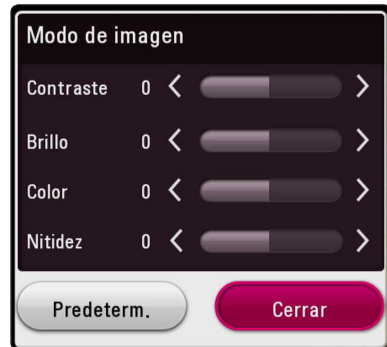 Modo de imagen
Contraste 0
Brillo 0
Color 0
Nitidez 0
Predeterm. Cerrar